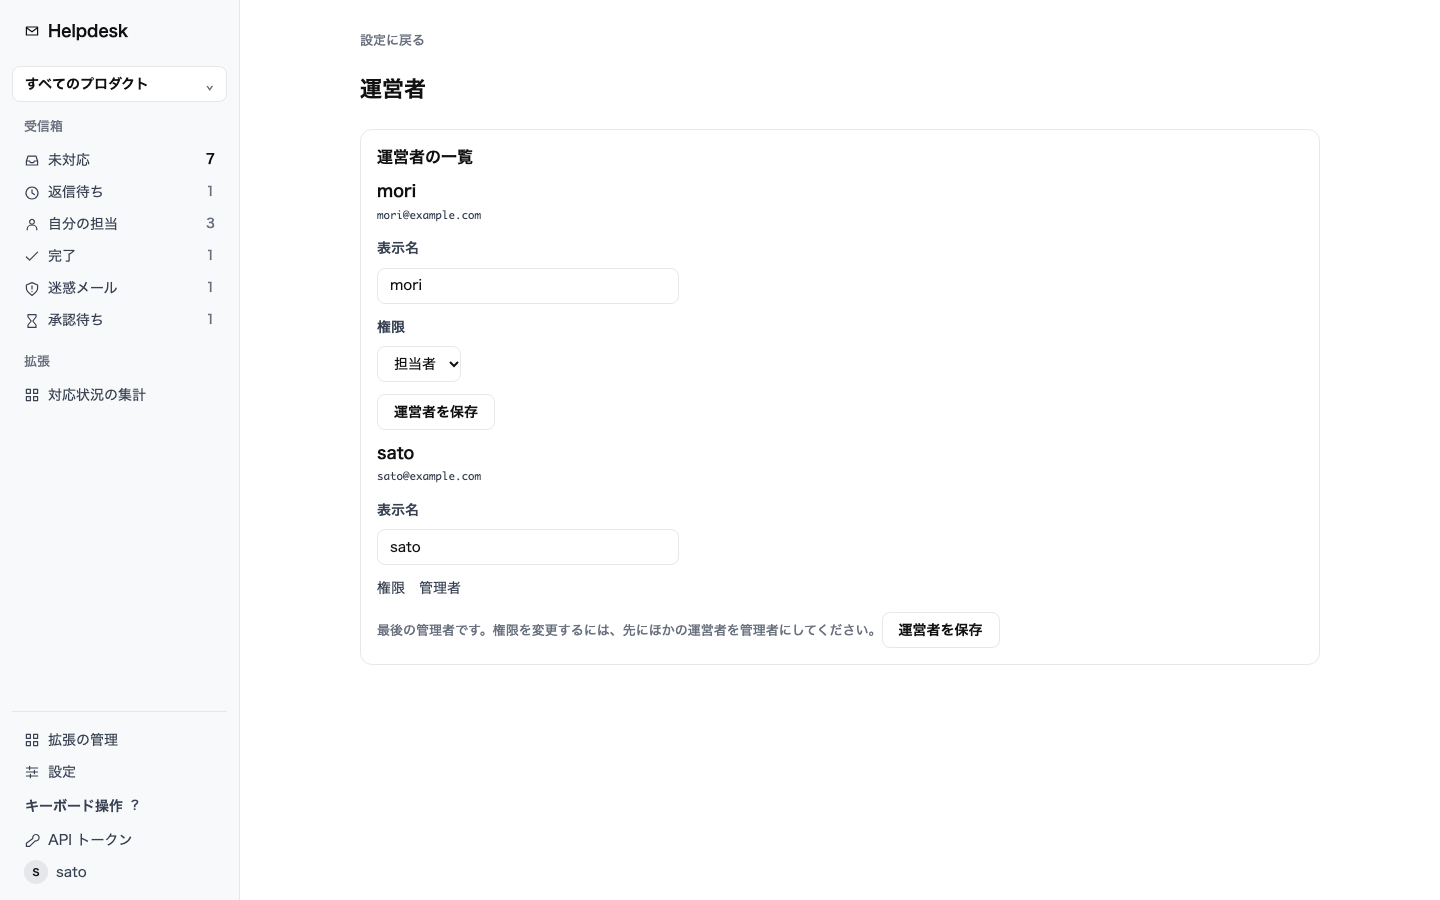 Helpdesk
すべてのプロダクト
受信箱
未対応 7
返信待ち 1
自分の担当 3
完了 1
迷惑メール 1
承認待ち 1
拡張
対応状況の集計
拡張の管理
設定
キーボード操作 ?
API トークン
S sato
設定に戻る
運営者
運営者の一覧
mori
mori@example.com
表示名
mori
権限
担当者
運営者を保存
sato
sato@example.com
表示名
sato
権限 管理者
最後の管理者です。権限を変更するには、先にほかの運営者を管理者にしてください。 運営者を保存